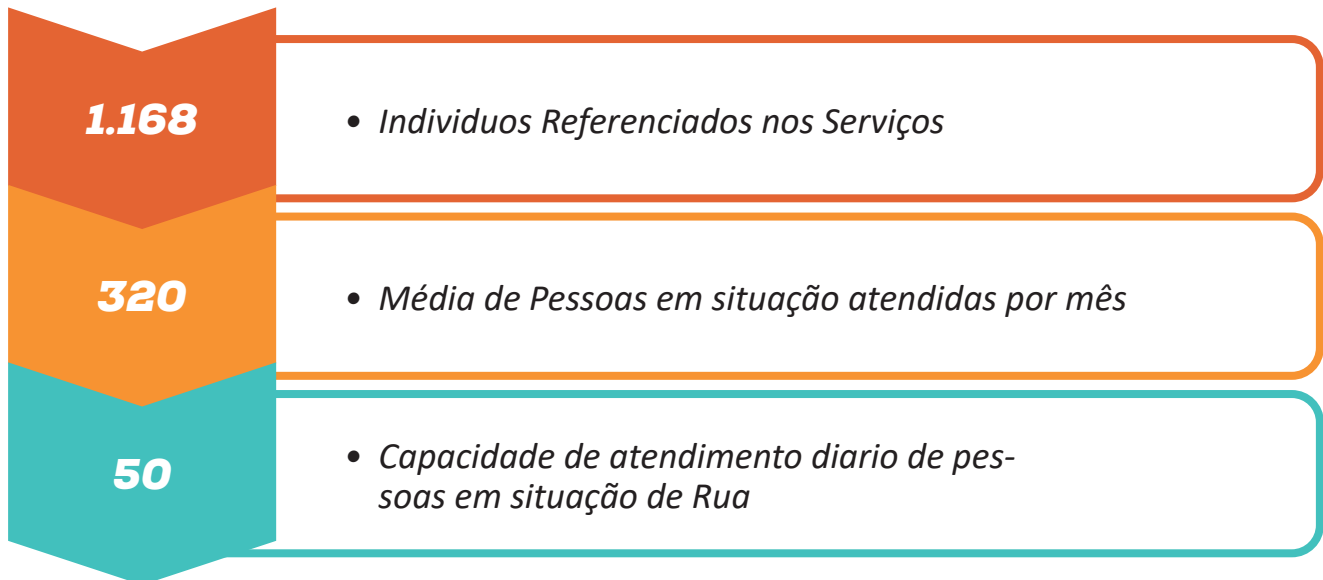 1.168
• Individuos Referenciados nos Serviços
320
• Média de Pessoas em situação atendidas por mês
50
• Capacidade de atendimento diario de pes-
soas em situação de Rua